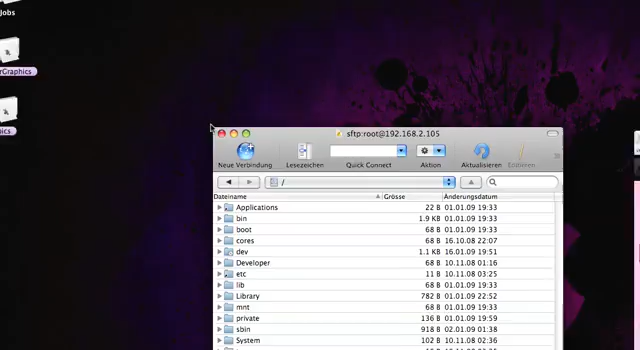 Jobs
sftp:root@192.168.2.105
rGraphics
ics
Neue Verbindung
Lesezeichen
Quick Connect
Aktion
Aktualisieren
Editieren
/
Dateiname Grösse Änderungsdatum
Applications 22 B 01.01.09 19:33
bin 1.9 KB 01.01.09 19:33
boot 68 B 01.01.09 19:33
cores 68 B 16.10.08 22:07
dev 1.1 KB 16.01.09 19:51
Developer 68 B 10.11.08 01:16
etc 11 B 10.11.08 03:25
lib 68 B 01.01.09 19:33
Library 782 B 01.01.09 22:52
mnt 68 B 01.01.09 19:33
private 136 B 01.01.09 19:59
sbin 918 B 02.01.09 01:38
System 102 B 10.11.08 02:36